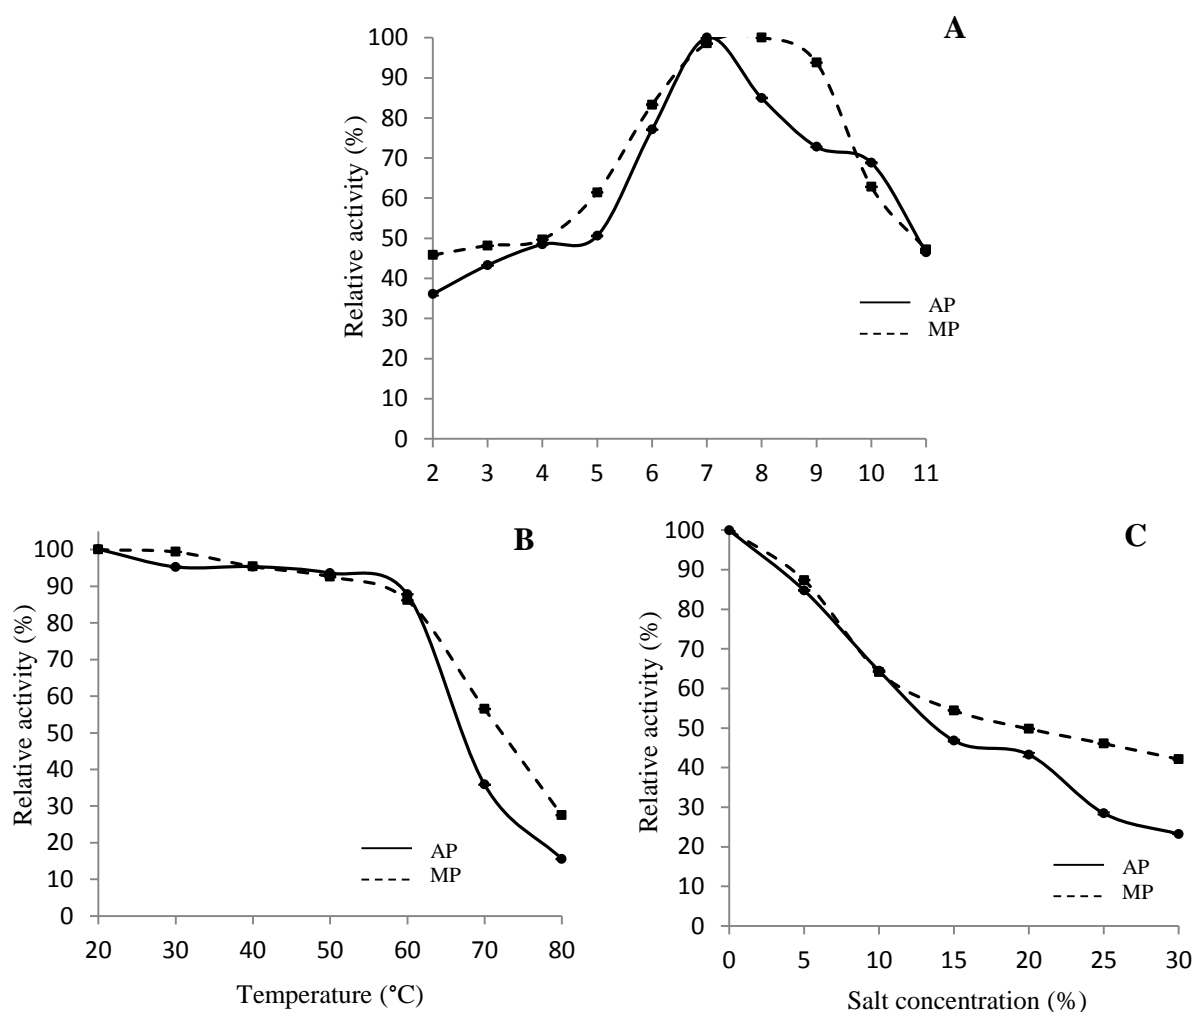 A
Relative activity (%)
100
90
80
70
60
50
40
30
20
10
0
2 3 4 5 6 7 8 9 10 11
AP
MP
B
Relative activity (%)
100
90
80
70
60
50
40
30
20
10
0
20 30 40 50 60 70 80
AP
MP
Temperature (°C)
C
Relative activity (%)
100
90
80
70
60
50
40
30
20
10
0
0 5 10 15 20 25 30
AP
MP
Salt concentration (%)